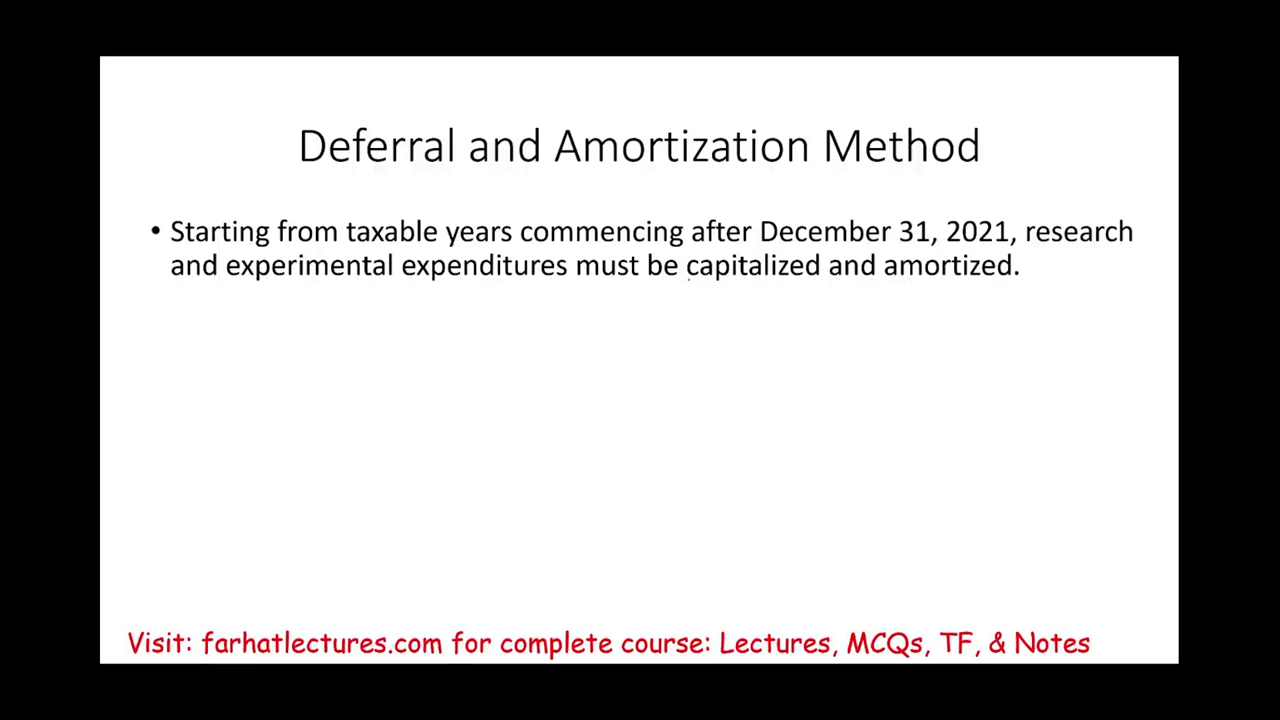 Deferral and Amortization Method
• Starting from taxable years commencing after December 31, 2021, research
and experimental expenditures must be capitalized and amortized.
Visit: farhatlectures.com for complete course: Lectures, MCQs, TF, & Notes